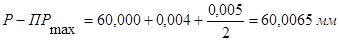 Р – ПР_max = 60,000 + 0,004 + 0,005/2 = 60,0065 мм